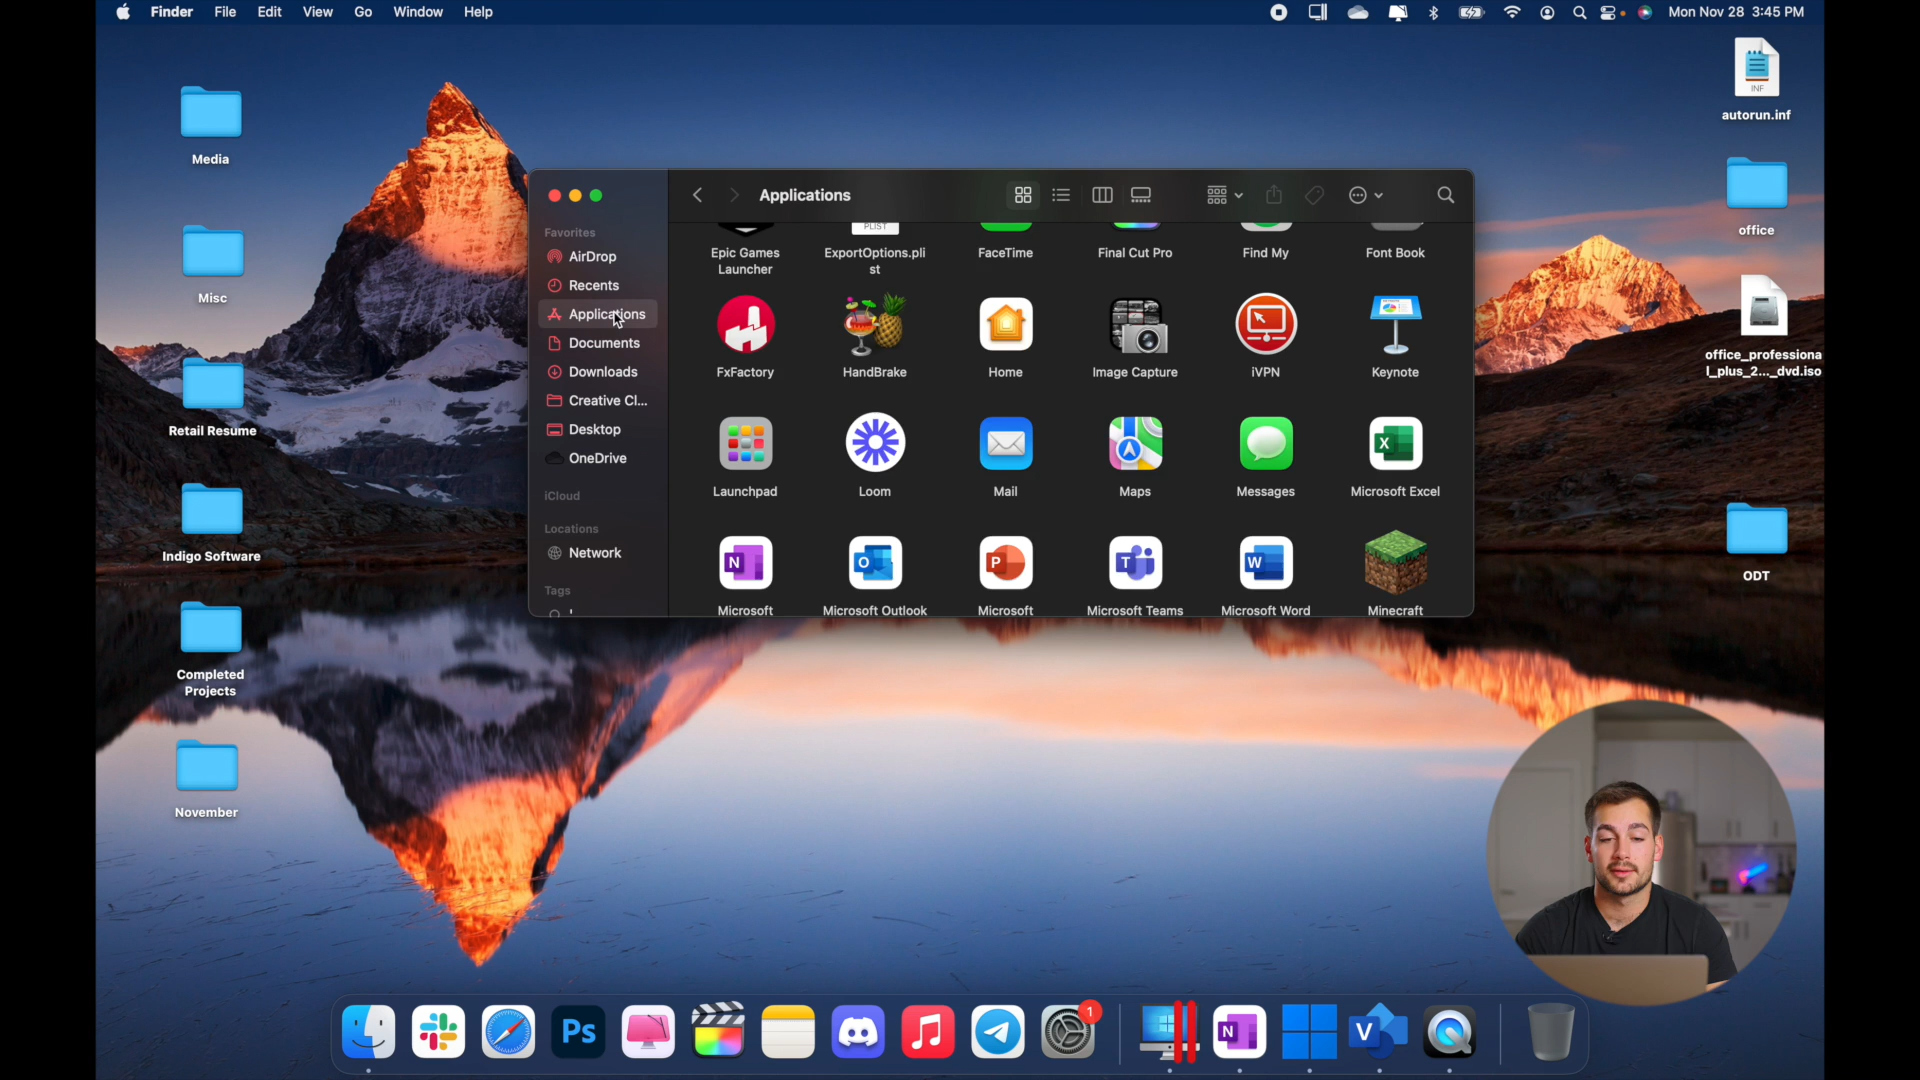 Finder File Edit View Go Window Help
Mon Nov 28 3:45 PM
Media
Misc
Retail Resume
Indigo Software
Completed
Projects
November
INF
autorun.inf
office
office_professiona
l_plus_2..._dvd.iso
ODT
Applications
Favorites
AirDrop
Recents
Applications
Documents
Downloads
Creative Cl...
Desktop
OneDrive
iCloud
Locations
Network
Tags
PLIST
Epic Games
Launcher
ExportOptions.pli
st
FaceTime
Final Cut Pro
Find My
Font Book
FxFactory
HandBrake
Home
Image Capture
iVPN
Keynote
X
Launchpad
Loom
Mail
Maps
Messages
Microsoft Excel
N
O
P
T
W
Microsoft
Microsoft Outlook
Microsoft
Microsoft Teams
Microsoft Word
Minecraft
Ps
1
N
V